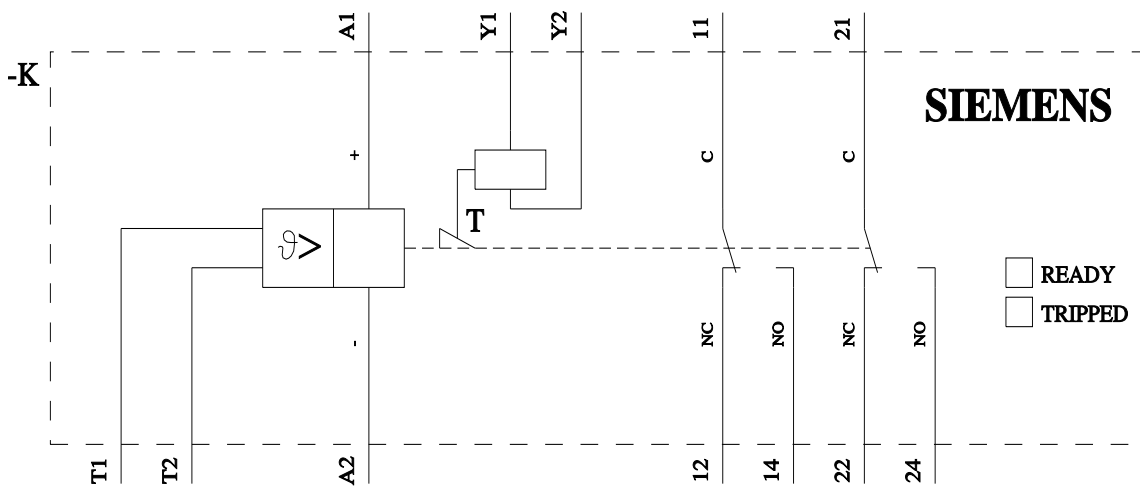 A1
Y1
Y2
11
21
-K
SIEMENS
+
C
C
T
ϑ>
READY
TRIPPED
-
NC
NO
NC
NO
T1
T2
A2
12
14
22
24